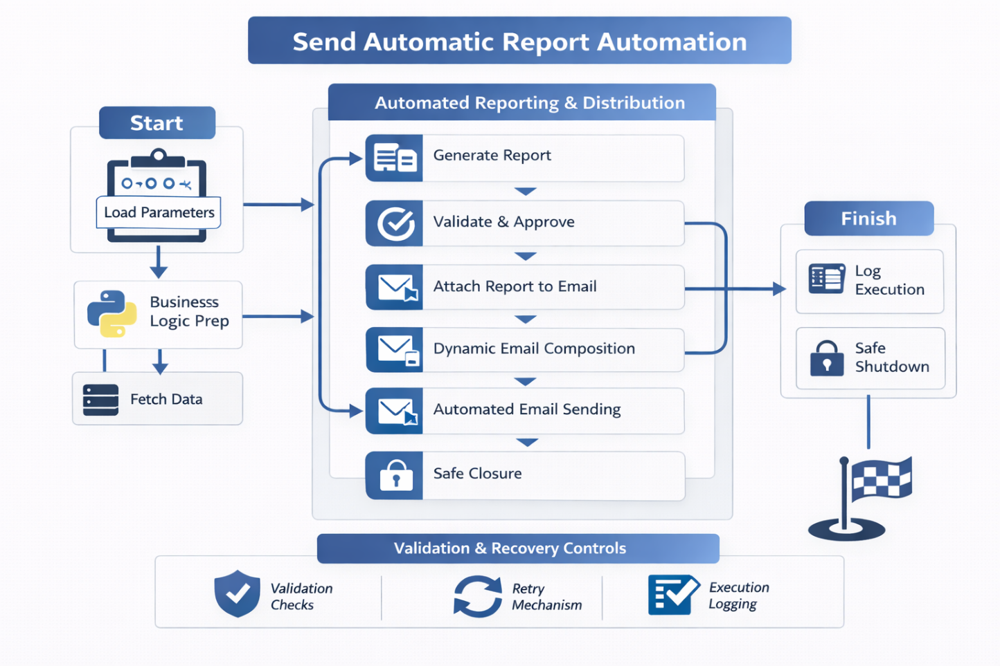 Send Automatic Report Automation
Start
Load Parameters
Businesss
Logic Prep
Fetch Data
Automated Reporting & Distribution
Generate Report
Validate & Approve
Attach Report to Email
Dynamic Email Composition
Automated Email Sending
Safe Closure
Finish
Log
Execution
Safe
Shutdown
Validation & Recovery Controls
Validation
Checks
Retry
Mechanism
Execution
Logging